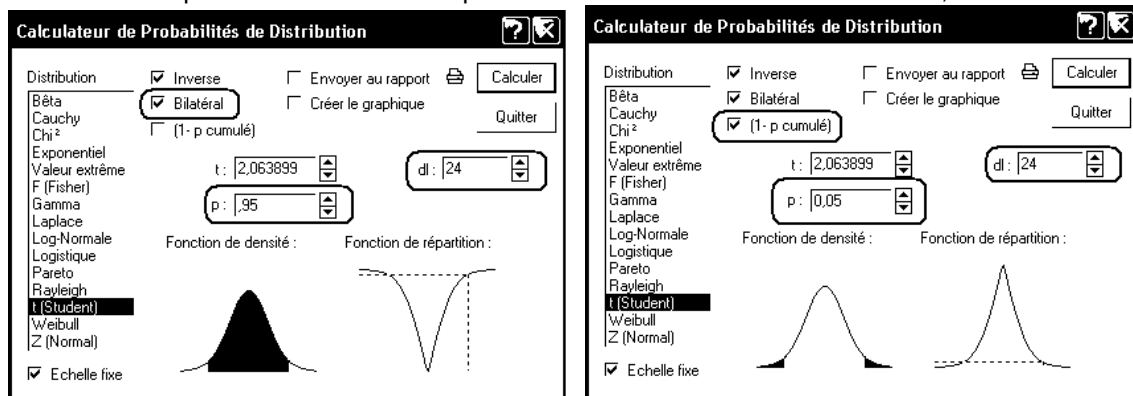 Calculateur de Probabilités de Distribution
Distribution
Inverse
Envoyer au rapport
Calculer
Bilatéral
Créer le graphique
Quitter
(1- p cumulé)
Bêta
Cauchy
Chi ²
Exponentiel
Valeur extrême
F (Fisher)
Gamma
Laplace
Log-Normale
Logistique
Pareto
Rayleigh
t (Student)
Weibull
Z (Normal)
t : 2,063899
dl : 24
p : ,95
Fonction de densité :
Fonction de répartition :
Echelle fixe
Calculateur de Probabilités de Distribution
Distribution
Inverse
Envoyer au rapport
Calculer
Bilatéral
Créer le graphique
Quitter
(1- p cumulé)
Bêta
Cauchy
Chi ²
Exponentiel
Valeur extrême
F (Fisher)
Gamma
Laplace
Log-Normale
Logistique
Pareto
Rayleigh
t (Student)
Weibull
Z (Normal)
t : 2,063899
dl : 24
p : 0,05
Fonction de densité :
Fonction de répartition :
Echelle fixe